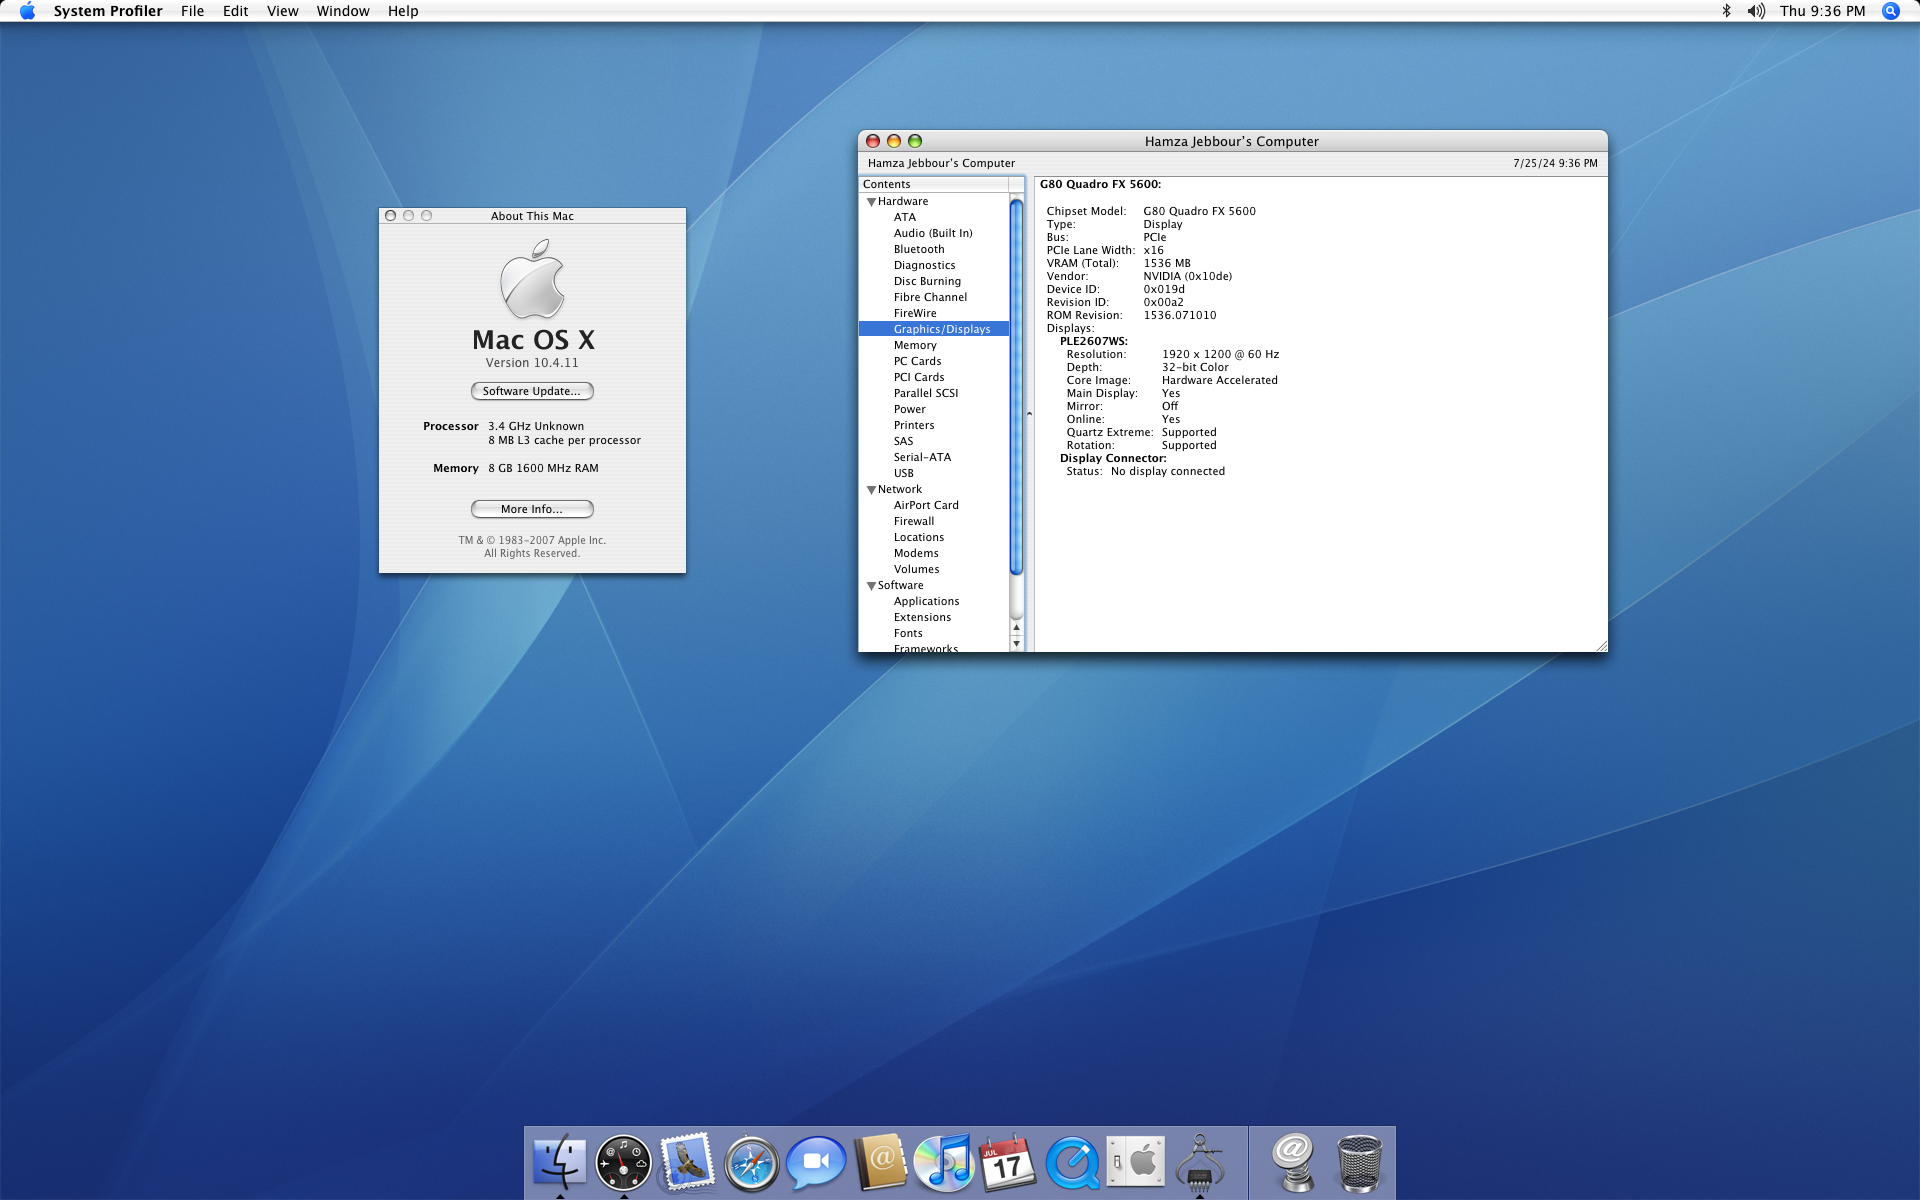 System Profiler File Edit View Window Help
Thu 9:36 PM
About This Mac
Mac OS X
Version 10.4.11
Software Update...
Processor 3.4 GHz Unknown
8 MB L3 cache per processor
Memory 8 GB 1600 MHz RAM
More Info...
TM & © 1983-2007 Apple Inc.
All Rights Reserved.
Hamza Jebbour's Computer
Hamza Jebbour's Computer
7/25/24 9:36 PM
Contents
Hardware
ATA
Audio (Built In)
Bluetooth
Diagnostics
Disc Burning
Fibre Channel
FireWire
Graphics/Displays
Memory
PC Cards
PCI Cards
Parallel SCSI
Power
Printers
SAS
Serial-ATA
USB
Network
AirPort Card
Firewall
Locations
Modems
Volumes
Software
Applications
Extensions
Fonts
Frameworks
G80 Quadro FX 5600:
Chipset Model: G80 Quadro FX 5600
Type: Display
Bus: PCIe
PCIe Lane Width: x16
VRAM (Total): 1536 MB
Vendor: NVIDIA (0x10de)
Device ID: 0x019d
Revision ID: 0x00a2
ROM Revision: 1536.071010
Displays:
PLE2607WS:
Resolution: 1920 x 1200 @ 60 Hz
Depth: 32-bit Color
Core Image: Hardware Accelerated
Main Display: Yes
Mirror: Off
Online: Yes
Quartz Extreme: Supported
Rotation: Supported
Display Connector:
Status: No display connected
JUL
17